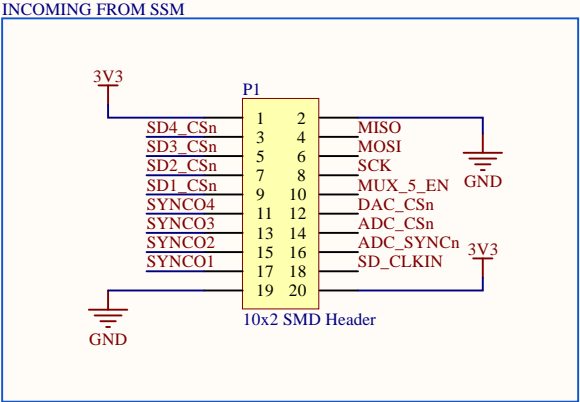 INCOMING FROM SSM
3V3
P1
1 2
SD4_CSn MISO
3 4
SD3_CSn MOSI
5 6
SD2_CSn SCK
7 8
SD1_CSn MUX_5_EN
GND
9 10
SYNCO4 DAC_CSn
11 12
SYNCO3 ADC_CSn
13 14
SYNCO2 ADC_SYNCn
3V3
15 16
SYNCO1 SD_CLKIN
17 18
19 20
10x2 SMD Header
GND